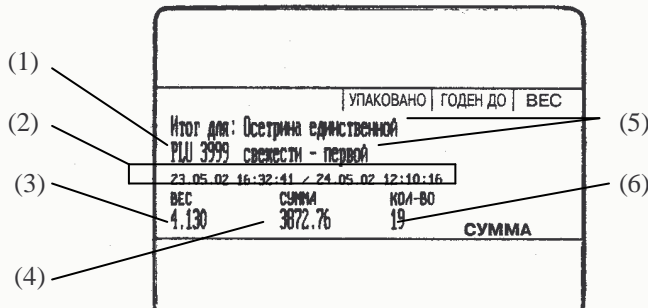 (1)
(2)
(3)
(4)
(5)
(6)
УПАКОВАНО ГОДЕН ДО ВЕС
Итог для: Осетрина единственной
PLU 3999 свежести - первой
23.05.02 16:32:41 / 24.05.02 12:10:16
ВЕС СУММА КОЛ-ВО
4.130 3872.76 19
СУММА